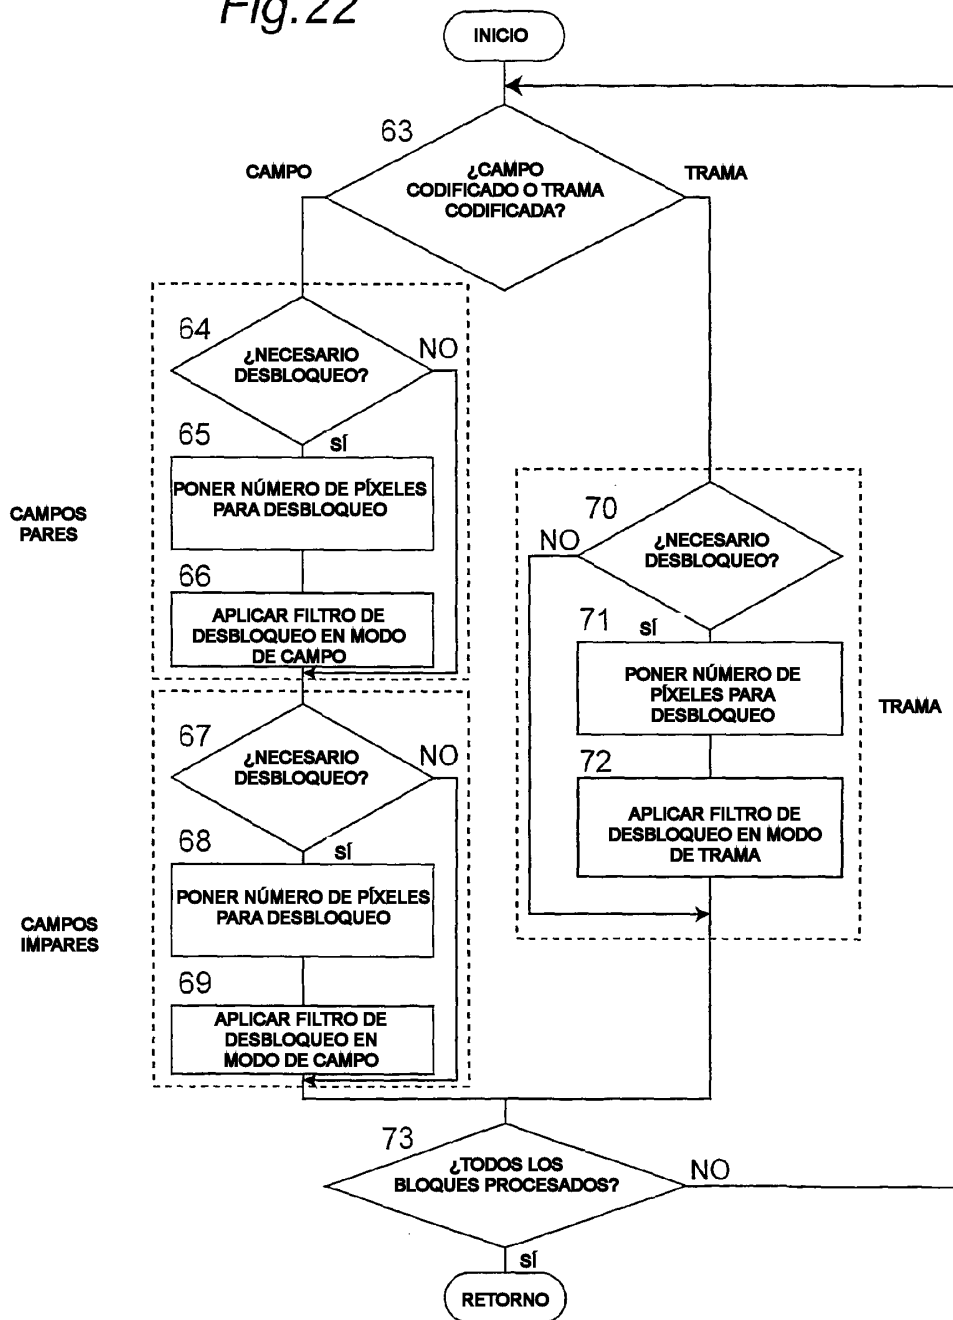 Fig.22
INICIO
63
¿CAMPO
CODIFICADO O TRAMA
CODIFICADA?
CAMPO
TRAMA
64
¿NECESARIO
DESBLOQUEO?
NO
SÍ
65
PONER NÚMERO DE PÍXELES
PARA DESBLOQUEO
CAMPOS
PARES
66
APLICAR FILTRO DE
DESBLOQUEO EN MODO
DE CAMPO
67
¿NECESARIO
DESBLOQUEO?
NO
SÍ
68
PONER NÚMERO DE PÍXELES
PARA DESBLOQUEO
CAMPOS
IMPARES
69
APLICAR FILTRO DE
DESBLOQUEO EN
MODO DE CAMPO
70
NO
¿NECESARIO
DESBLOQUEO?
71
SÍ
PONER NÚMERO DE
PÍXELES PARA
DESBLOQUEO
TRAMA
72
APLICAR FILTRO DE
DESBLOQUEO EN MODO
DE TRAMA
73
¿TODOS LOS
BLOQUES PROCESADOS?
NO
SÍ
RETORNO